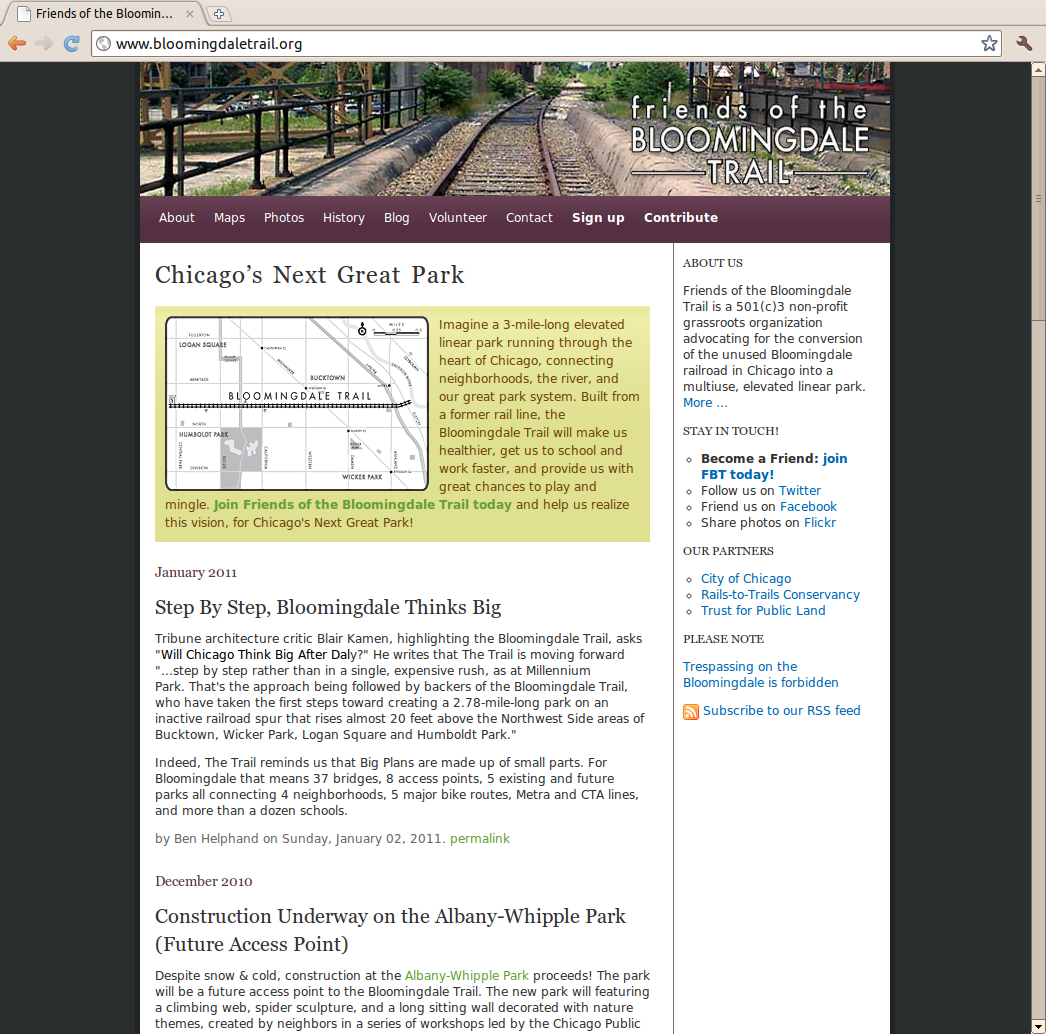 Friends of the Bloomin...
www.bloomingdaletrail.org
friends of the
BLOOMINGDALE
TRAIL
About Maps Photos History Blog Volunteer Contact Sign up Contribute
Chicago’s Next Great Park
MILES
FULLERTON
LOGAN SQUARE
ARMITAGE
BUCKTOWN
BLOOMINGDALE TRAIL
NORTH
HUMBOLDT PARK
DIVISION
WICKER PARK
Imagine a 3-mile-long elevated
linear park running through the
heart of Chicago, connecting
neighborhoods, the river, and
our great park system. Built from
a former rail line, the
Bloomingdale Trail will make us
healthier, get us to school and
work faster, and provide us with
great chances to play and
mingle. Join Friends of the Bloomingdale Trail today and help us realize
this vision, for Chicago's Next Great Park!
January 2011
Step By Step, Bloomingdale Thinks Big
Tribune architecture critic Blair Kamen, highlighting the Bloomingdale Trail, asks
"Will Chicago Think Big After Daly?" He writes that The Trail is moving forward
"...step by step rather than in a single, expensive rush, as at Millennium
Park. That's the approach being followed by backers of the Bloomingdale Trail,
who have taken the first steps toward creating a 2.78-mile-long park on an
inactive railroad spur that rises almost 20 feet above the Northwest Side areas of
Bucktown, Wicker Park, Logan Square and Humboldt Park."
Indeed, The Trail reminds us that Big Plans are made up of small parts. For
Bloomingdale that means 37 bridges, 8 access points, 5 existing and future
parks all connecting 4 neighborhoods, 5 major bike routes, Metra and CTA lines,
and more than a dozen schools.
by Ben Helphand on Sunday, January 02, 2011. permalink
December 2010
Construction Underway on the Albany-Whipple Park
(Future Access Point)
Despite snow & cold, construction at the Albany-Whipple Park proceeds! The park
will be a future access point to the Bloomingdale Trail. The new park will featuring
a climbing web, spider sculpture, and a long sitting wall decorated with nature
themes, created by neighbors in a series of workshops led by the Chicago Public
ABOUT US
Friends of the Bloomingdale
Trail is a 501(c)3 non-profit
grassroots organization
advocating for the conversion
of the unused Bloomingdale
railroad in Chicago into a
multiuse, elevated linear park.
More ...
STAY IN TOUCH!
Become a Friend: join
FBT today!
Follow us on Twitter
Friend us on Facebook
Share photos on Flickr
OUR PARTNERS
City of Chicago
Rails-to-Trails Conservancy
Trust for Public Land
PLEASE NOTE
Trespassing on the
Bloomingdale is forbidden
Subscribe to our RSS feed